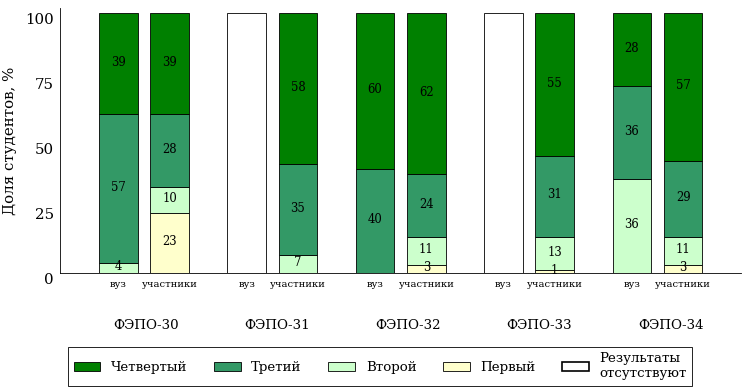 Доля студентов, %
100
75
50
25
0
39 39 58 60 62 55 28 57
57 28 35 40 24 31 36 29
4 10 7 11 13 36 11
23 3 1 3
вуз участники вуз участники вуз участники вуз участники вуз участники
ФЭПО-30 ФЭПО-31 ФЭПО-32 ФЭПО-33 ФЭПО-34
Четвертый Третий Второй Первый Результаты
отсутствуют